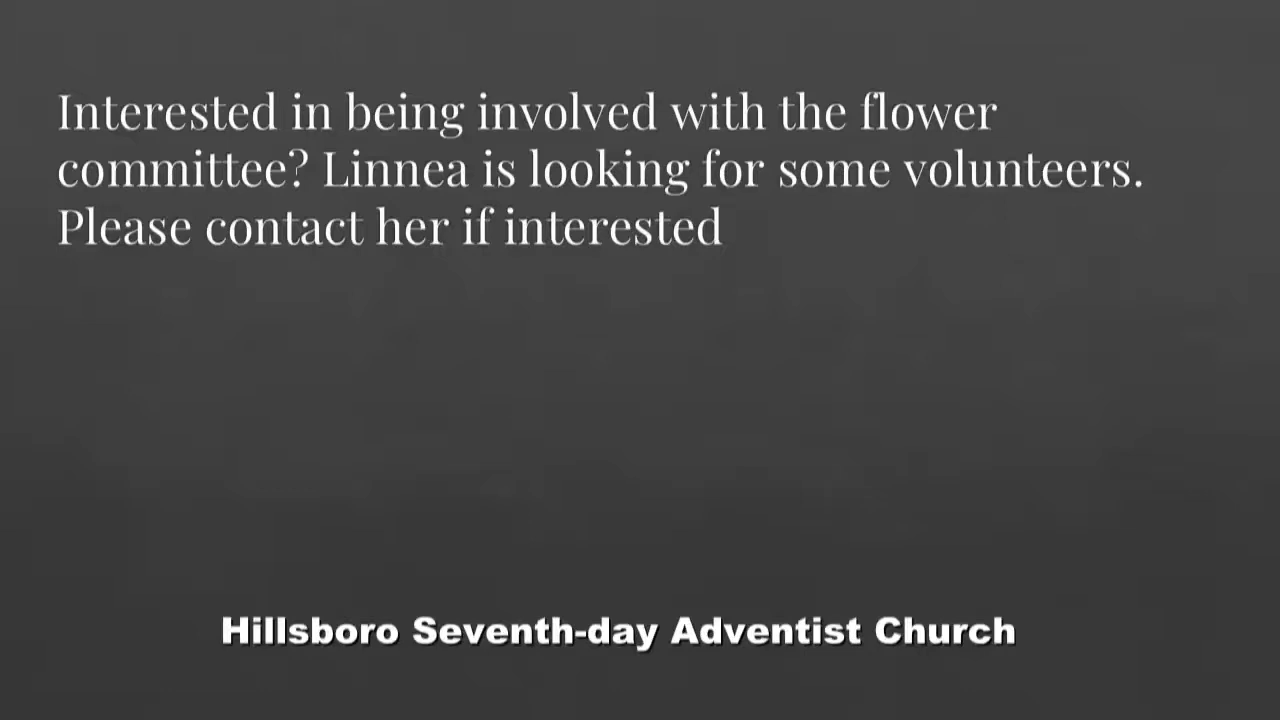 Interested in being involved with the flower
committee? Linnea is looking for some volunteers.
Please contact her if interested
Hillsboro Seventh-day Adventist Church